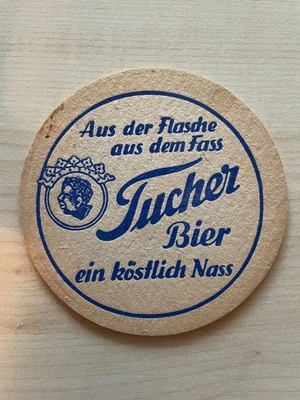 Aus der Flasche
aus dem Fass
Tucher
Bier
ein köstlich Nass